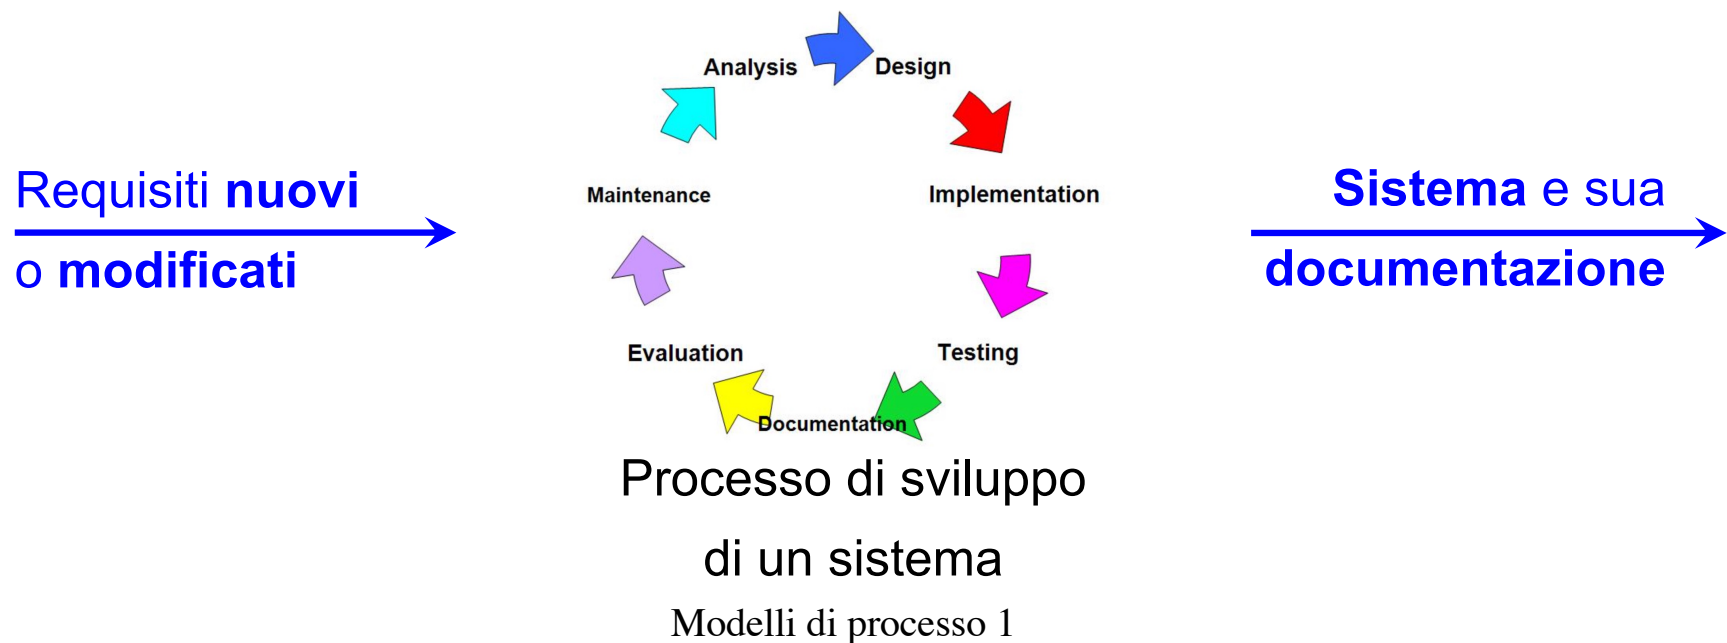 Analysis
Design
Requisiti nuovi
o modificati
Maintenance
Implementation
Sistema e sua
documentazione
Evaluation
Testing
Documentation
Processo di sviluppo
di un sistema
Modelli di processo 1